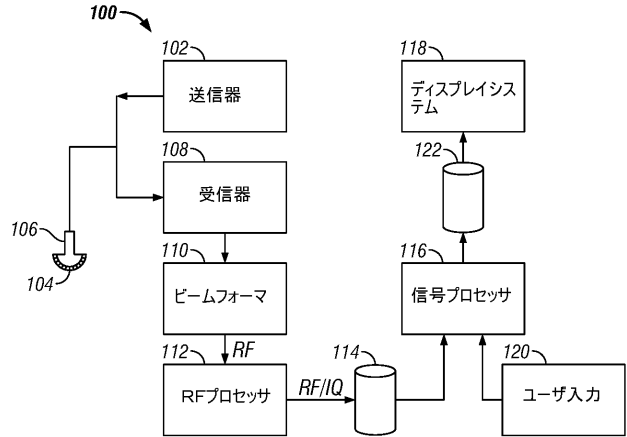 100
102
送信器
108
受信器
106
104
110
ビームフォーマ
RF
112
RFプロセッサ
RF/IQ
114
118
ディスプレイシス
テム
122
116
信号プロセッサ
120
ユーザ入力